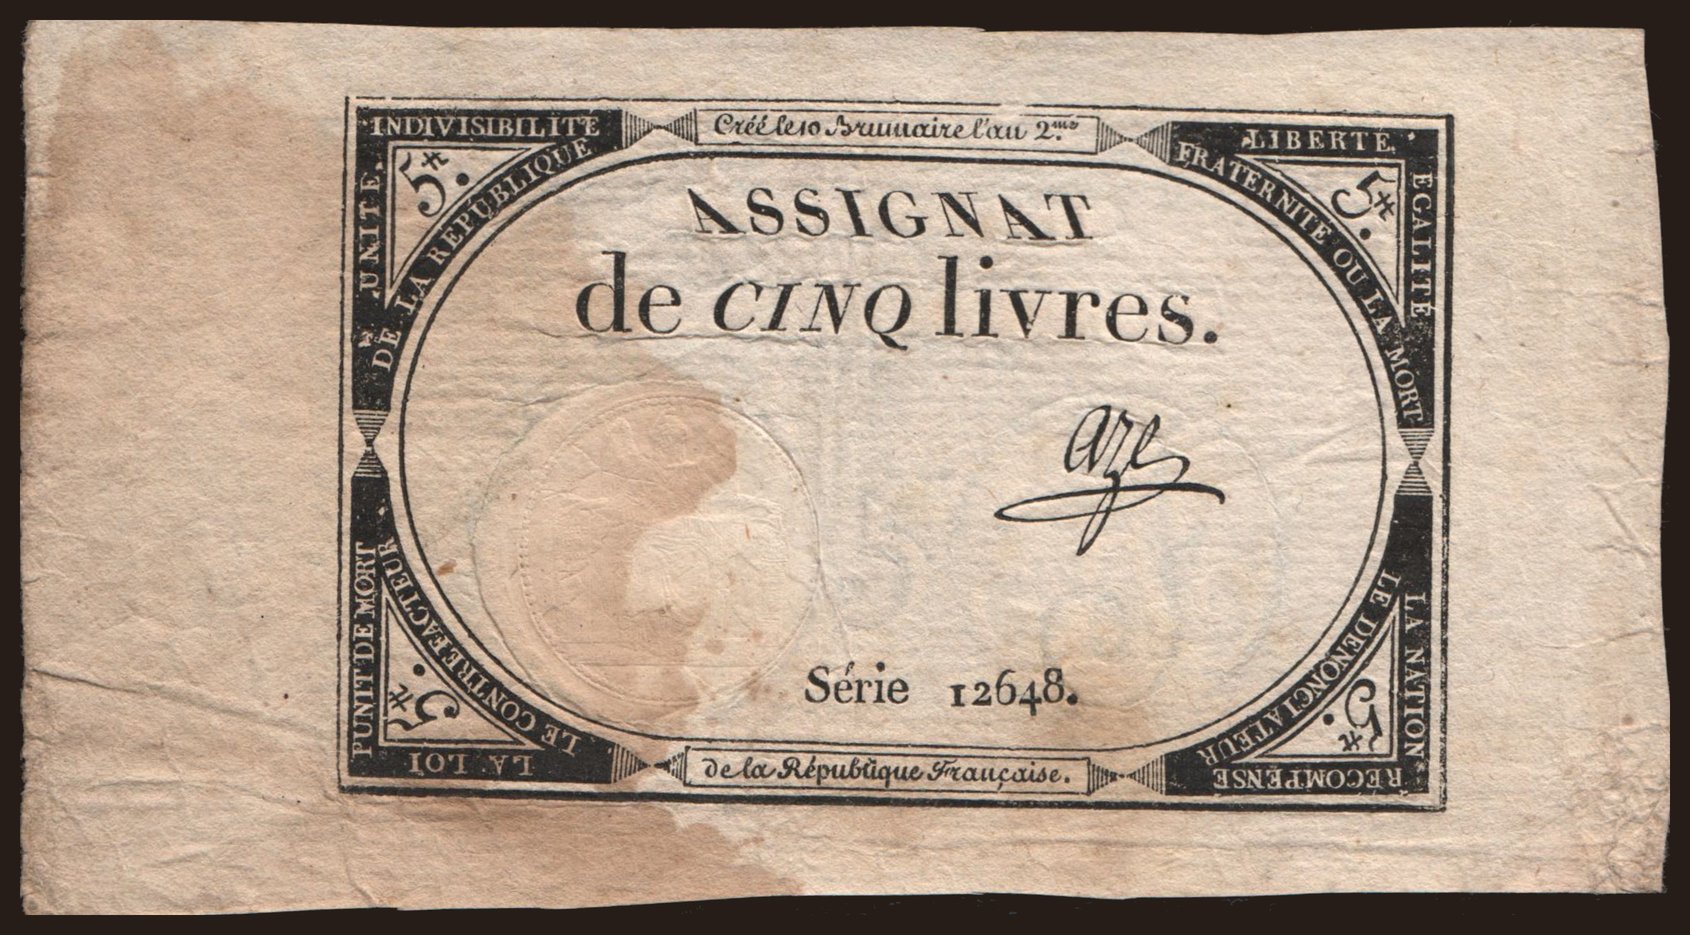 INDIVISIBILITE
Créé le 10 Brumaire l'an 2.me
LIBERTÉ,
UNITE,
DE LA REPUBLIQUE
5₶.
FRATERNITE OU LA MORT
5₶.
EGALITE
ASSIGNAT
de CINQ livres.
aze
PUNIT DE MORT
LE CONTREFACTEUR
5₶.
LE DENONCIATEUR
5₶.
LA NATION
Série 12648.
LA LOI
de la République Française.
RECOMPENSE